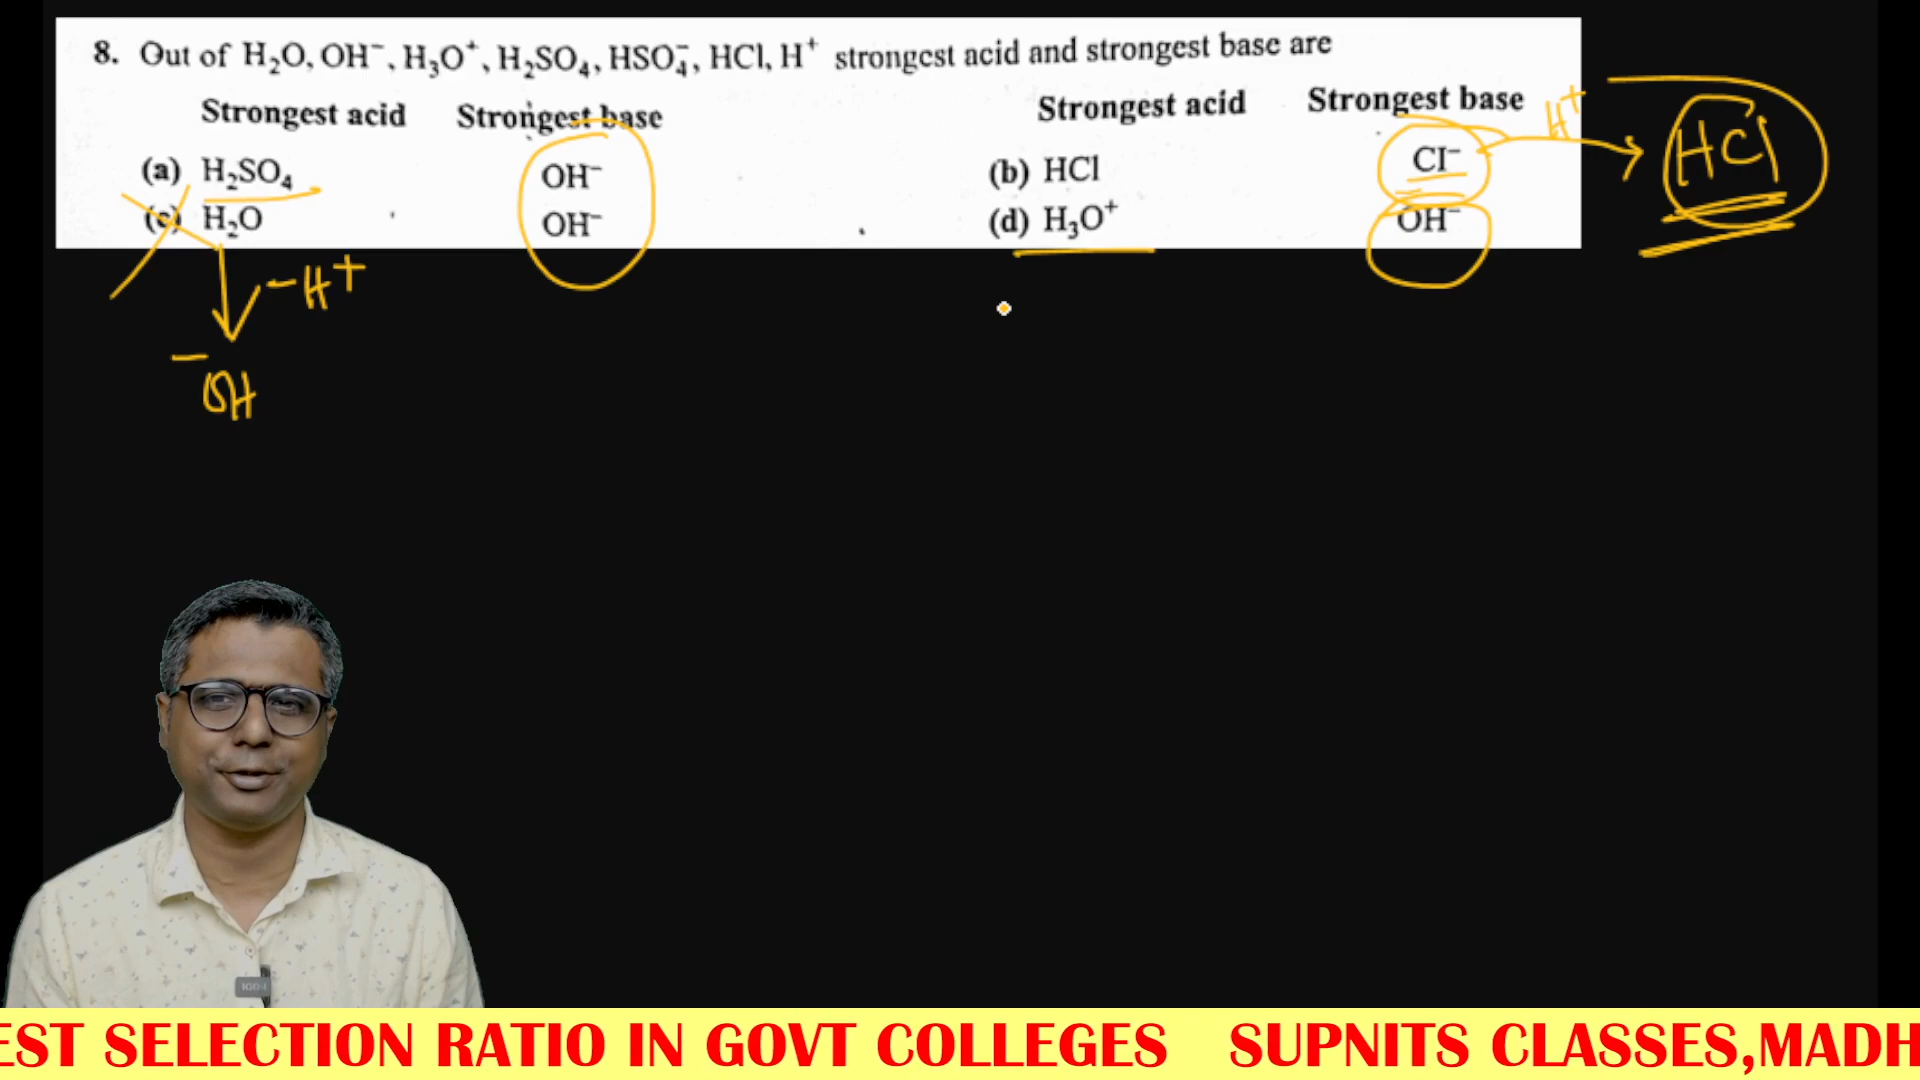 8. Out of H₂O, OH⁻, H₃O⁺, H₂SO₄, HSO₄⁻, HCl, H⁺ strongest acid and strongest base are
Strongest acid Strongest base Strongest acid Strongest base
(a) H₂SO₄ OH⁻ (b) HCl Cl⁻
(c) H₂O OH⁻ (d) H₃O⁺ OH⁻
H⁺
HCl
-H+
⁻OH
EST SELECTION RATIO IN GOVT COLLEGES SUPNITS CLASSES,MADH